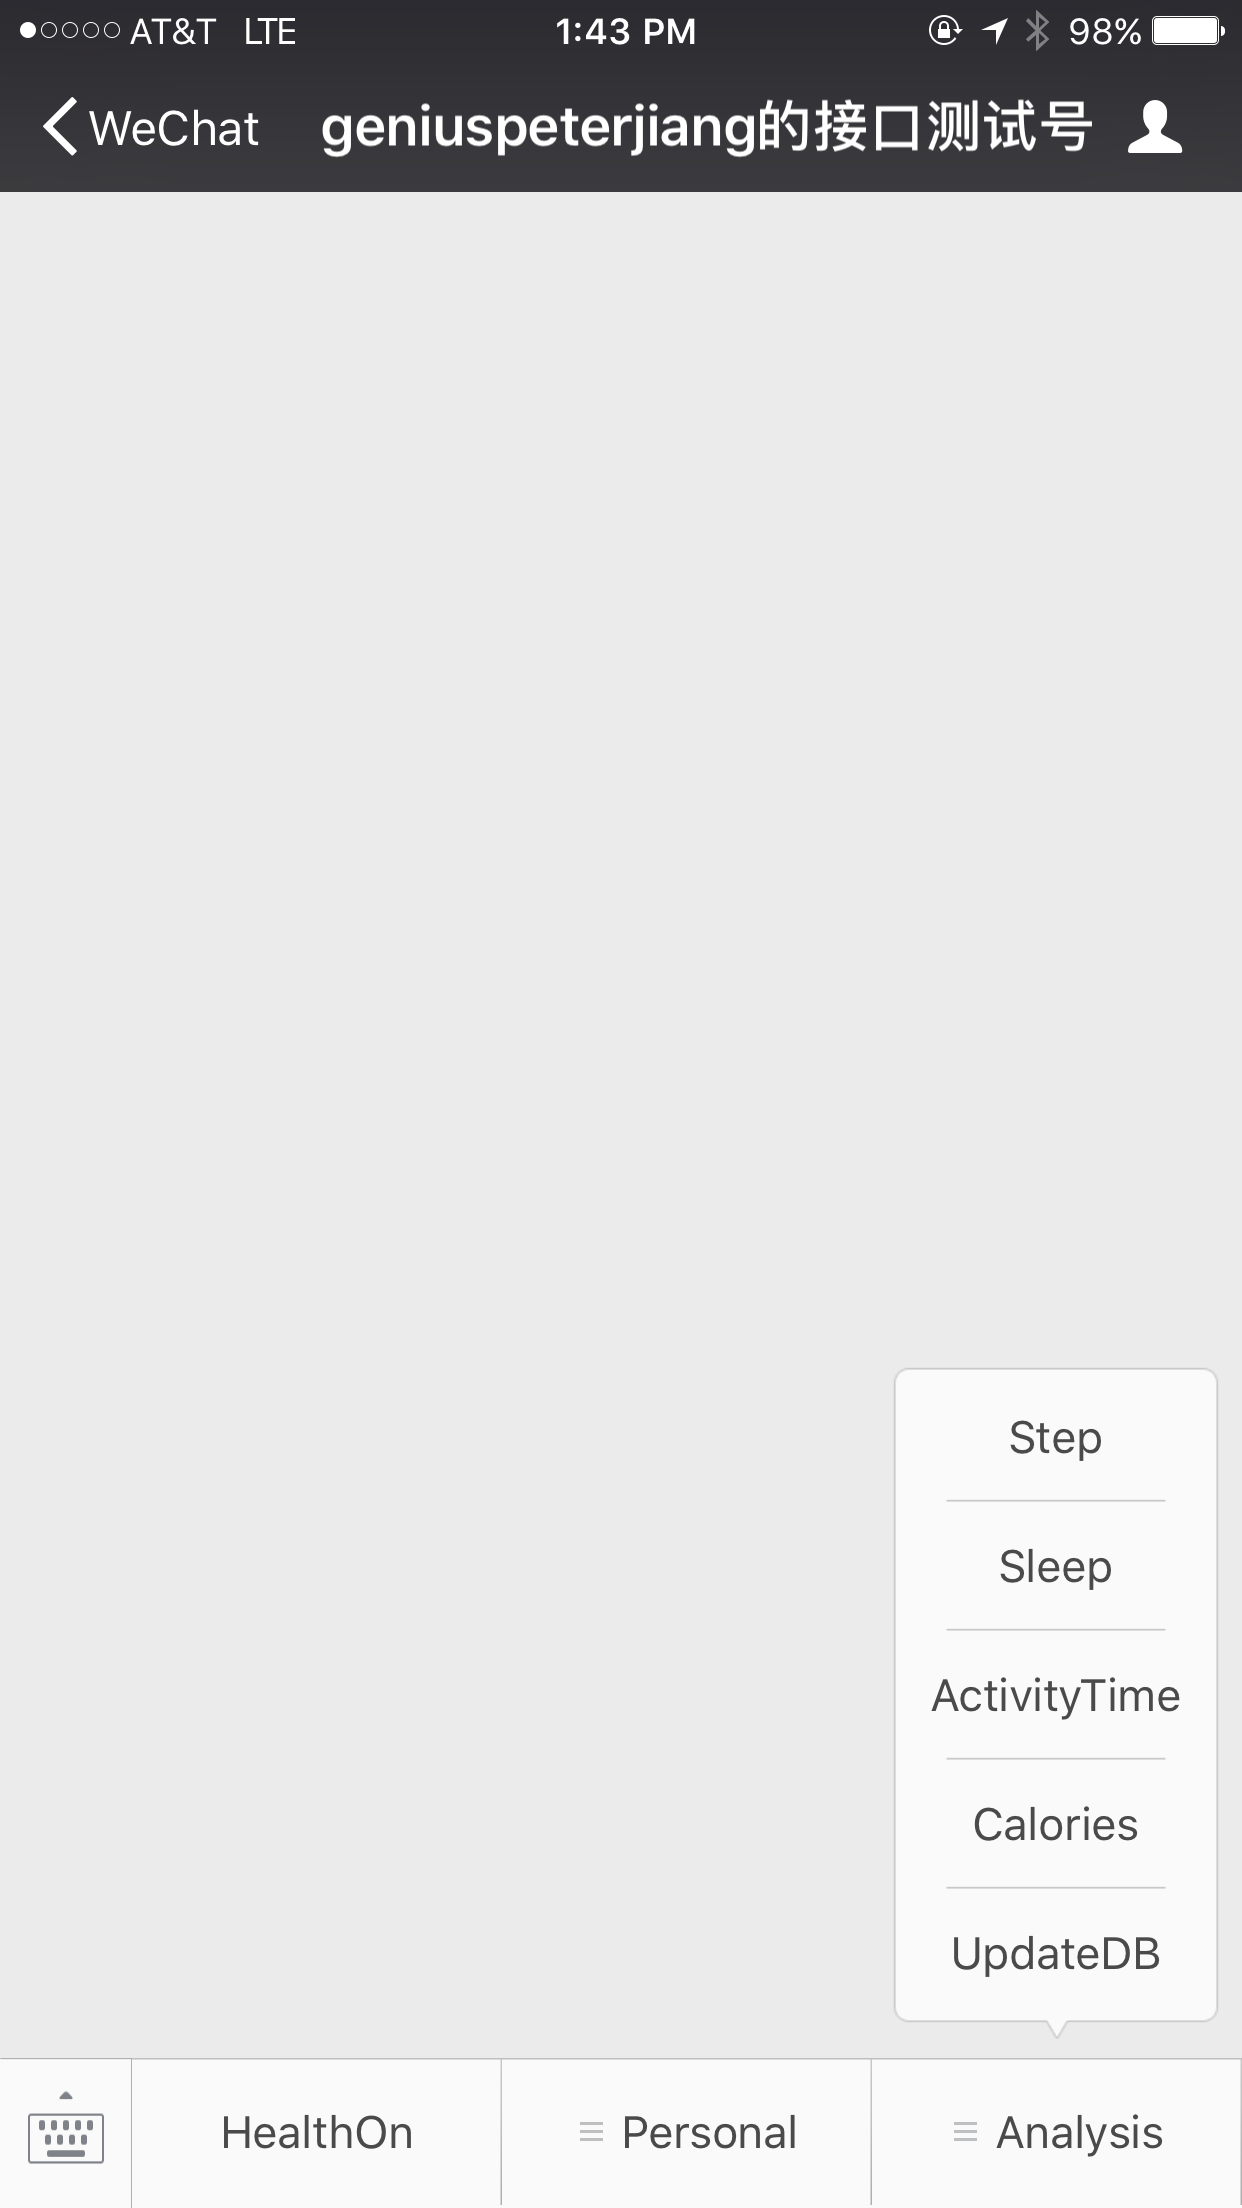 AT&T LTE 1:43 PM 98%
WeChat geniuspeterjiang的接口测试号
Step
Sleep
ActivityTime
Calories
UpdateDB
HealthOn Personal Analysis